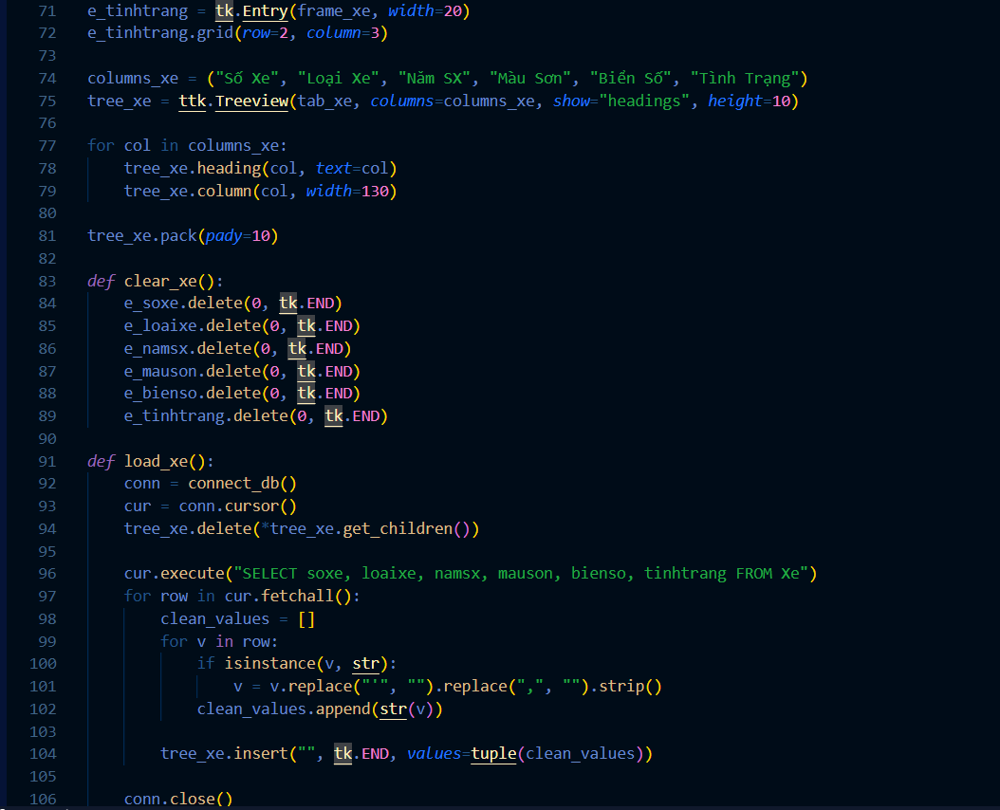 71 e_tinhtrang = tk.Entry(frame_xe, width=20)
72 e_tinhtrang.grid(row=2, column=3)
73
74 columns_xe = ("Số Xe", "Loại Xe", "Năm SX", "Màu Sơn", "Biển Số", "Tình Trạng")
75 tree_xe = ttk.Treeview(tab_xe, columns=columns_xe, show="headings", height=10)
76
77 for col in columns_xe:
78     tree_xe.heading(col, text=col)
79     tree_xe.column(col, width=130)
80
81 tree_xe.pack(pady=10)
82
83 def clear_xe():
84     e_soxe.delete(0, tk.END)
85     e_loaixe.delete(0, tk.END)
86     e_namsx.delete(0, tk.END)
87     e_mauson.delete(0, tk.END)
88     e_bienso.delete(0, tk.END)
89     e_tinhtrang.delete(0, tk.END)
90
91 def load_xe():
92     conn = connect_db()
93     cur = conn.cursor()
94     tree_xe.delete(*tree_xe.get_children())
95
96     cur.execute("SELECT soxe, loaixe, namsx, mauson, bienso, tinhtrang FROM Xe")
97     for row in cur.fetchall():
98         clean_values = []
99         for v in row:
100             if isinstance(v, str):
101                 v = v.replace("'", "").replace(",", "").strip()
102             clean_values.append(str(v))
103
104         tree_xe.insert("", tk.END, values=tuple(clean_values))
105
106     conn.close()